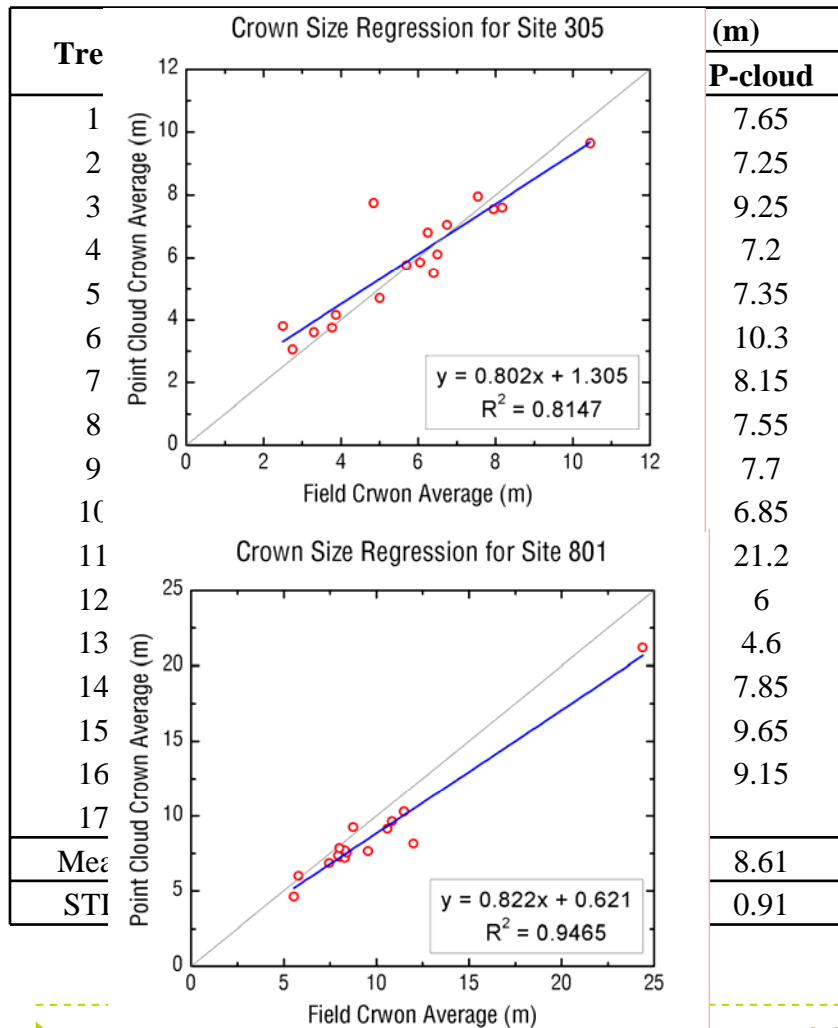 Crown Size Regression for Site 305
(m)
Tre
P-cloud
Point Cloud Crown Average (m)
12
10
8
6
4
2
0
y = 0.802x + 1.305
R² = 0.8147
0 2 4 6 8 10 12
Field Crwon Average (m)
1 7.65
2 7.25
3 9.25
4 7.2
5 7.35
6 10.3
7 8.15
8 7.55
9 7.7
10 6.85
11 21.2
12 6
13 4.6
14 7.85
15 9.65
16 9.15
17
Mea 8.61
STI 0.91
Crown Size Regression for Site 801
Point Cloud Crown Average (m)
25
20
15
10
5
0
y = 0.822x + 0.621
R² = 0.9465
0 5 10 15 20 25
Field Crwon Average (m)